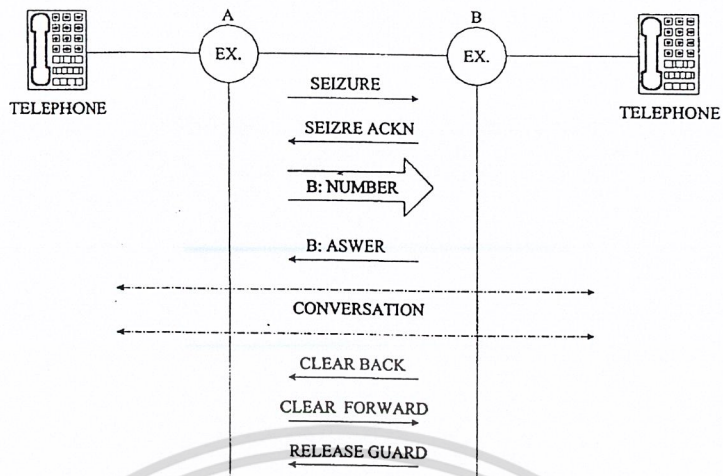 A
B
EX.
EX.
TELEPHONE
TELEPHONE
SEIZURE
SEIZRE ACKN
B: NUMBER
B: ASWER
CONVERSATION
CLEAR BACK
CLEAR FORWARD
RELEASE GUARD